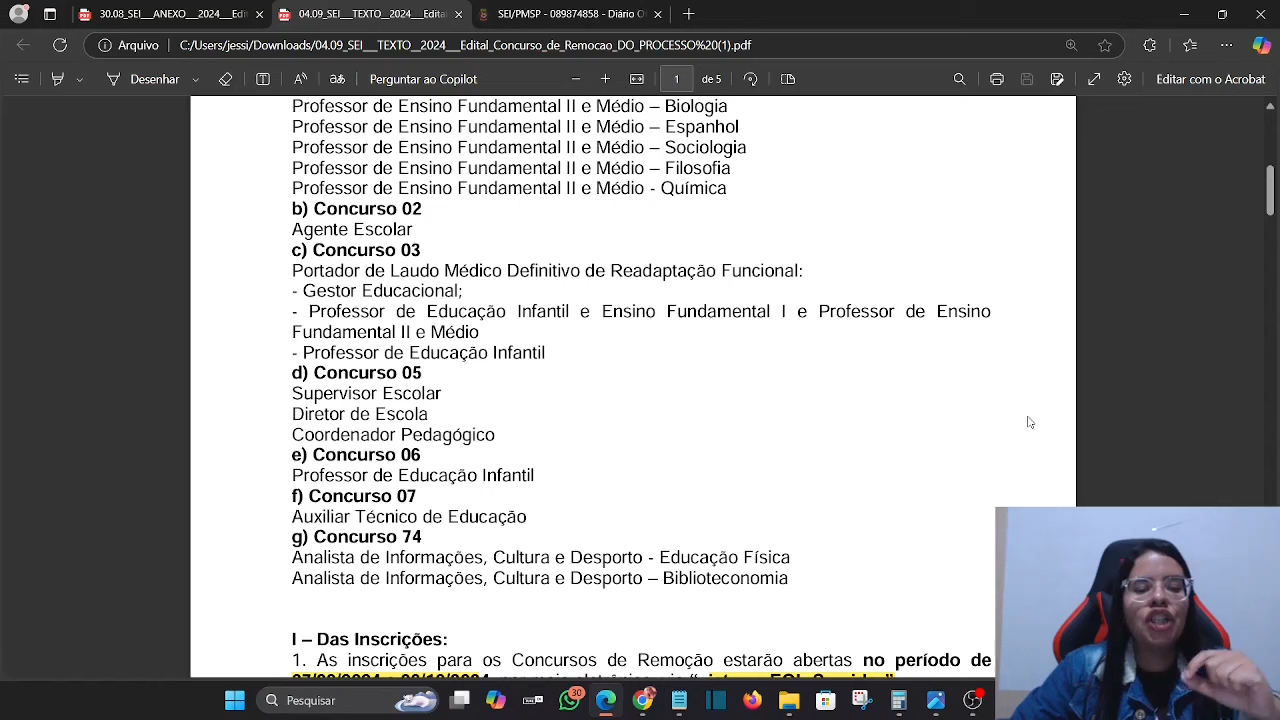 30.08_SEI__ANEXO__2024__Edit
04.09_SEI__TEXTO__2024__Edital
SEI/PMSP - 089874858 - Diário O
Arquivo
C:/Users/jessi/Downloads/04.09_SEI__TEXTO__2024__Edital_Concurso_de_Remocao_DO_PROCESSO%20(1).pdf
Desenhar
Perguntar ao Copilot
1
de 5
Editar com o Acrobat
Professor de Ensino Fundamental II e Médio – Biologia
Professor de Ensino Fundamental II e Médio – Espanhol
Professor de Ensino Fundamental II e Médio – Sociologia
Professor de Ensino Fundamental II e Médio – Filosofia
Professor de Ensino Fundamental II e Médio - Química
b) Concurso 02
Agente Escolar
c) Concurso 03
Portador de Laudo Médico Definitivo de Readaptação Funcional:
- Gestor Educacional;
- Professor de Educação Infantil e Ensino Fundamental I e Professor de Ensino
Fundamental II e Médio
- Professor de Educação Infantil
d) Concurso 05
Supervisor Escolar
Diretor de Escola
Coordenador Pedagógico
e) Concurso 06
Professor de Educação Infantil
f) Concurso 07
Auxiliar Técnico de Educação
g) Concurso 74
Analista de Informações, Cultura e Desporto - Educação Física
Analista de Informações, Cultura e Desporto – Biblioteconomia
I – Das Inscrições:
1. As inscrições para os Concursos de Remoção estarão abertas no período de
Pesquisar
30